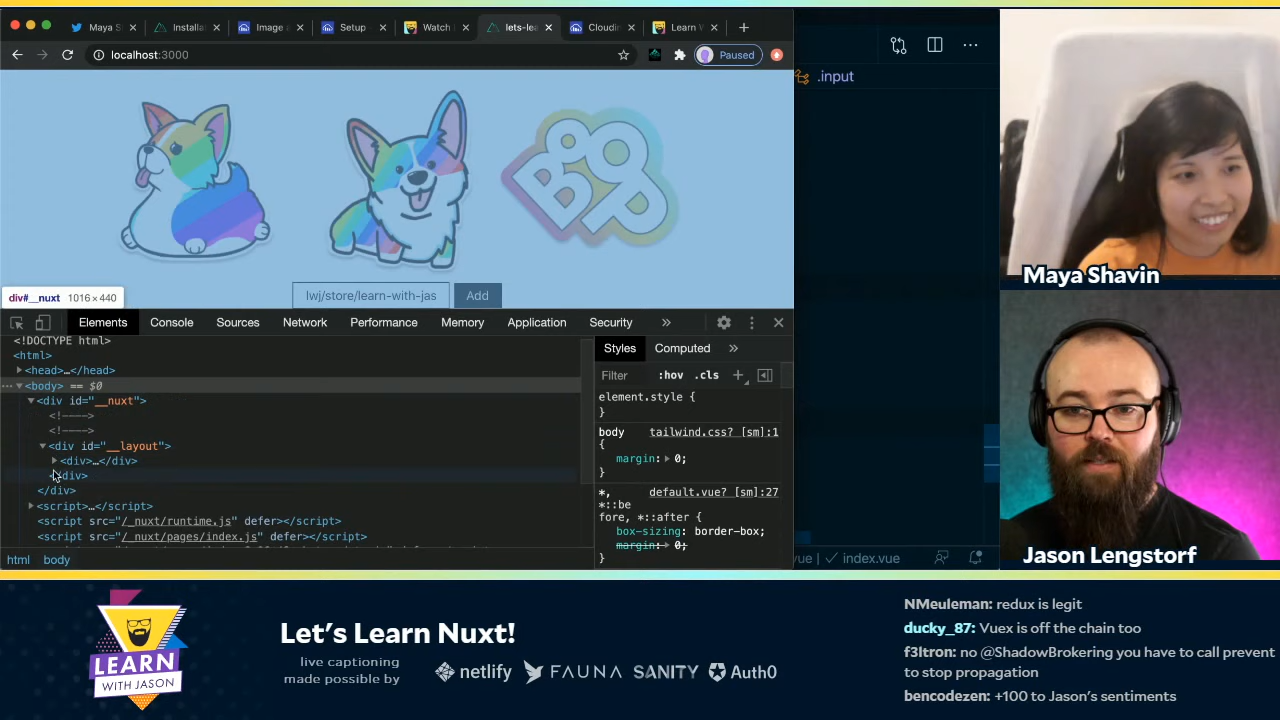 Maya S
Installa
Image a
Setup
Watch
lets-lea
Cloudin
Learn W
localhost:3000
Paused
.input
BOOP
lwj/store/learn-with-jas
Add
div#__nuxt 1016×440
Elements
Console
Sources
Network
Performance
Memory
Application
Security
<!DOCTYPE html>
<html>
<head>…</head>
<body> == $0
<div id="__nuxt">
<!---->
<!---->
<div id="__layout">
<div>…</div>
</div>
</div>
<script>…</script>
<script src="/_nuxt/runtime.js" defer></script>
<script src="/_nuxt/pages/index.js" defer></script>
html body
Styles
Computed
Filter
:hov
.cls
element.style {
}
body tailwind.css? [sm]:1
{
margin: 0;
}
*, default.vue? [sm]:27
*::be
fore, *::after {
box-sizing: border-box;
margin: 0;
}
vue
index.vue
Maya Shavin
Jason Lengstorf
LEARN
WITH JASON
Let's Learn Nuxt!
live captioning
made possible by
netlify
FAUNA
SANITY
Auth0
NMeuleman: redux is legit
ducky_87: Vuex is off the chain too
f3ltron: no @ShadowBrokering you have to call prevent
to stop propagation
bencodezen: +100 to Jason's sentiments